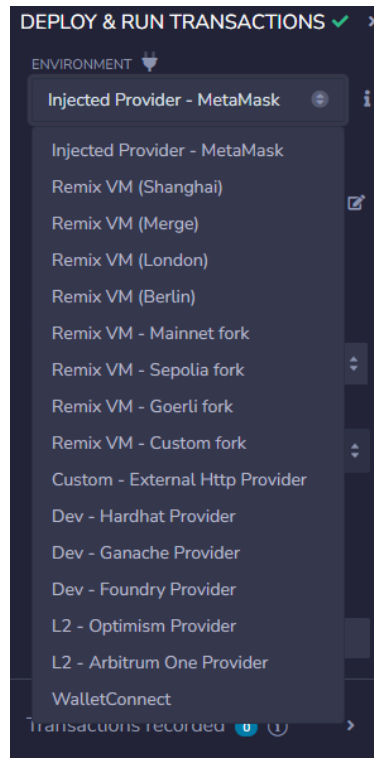 DEPLOY & RUN TRANSACTIONS
ENVIRONMENT
Injected Provider - MetaMask
Injected Provider - MetaMask
Remix VM (Shanghai)
Remix VM (Merge)
Remix VM (London)
Remix VM (Berlin)
Remix VM - Mainnet fork
Remix VM - Sepolia fork
Remix VM - Goerli fork
Remix VM - Custom fork
Custom - External Http Provider
Dev - Hardhat Provider
Dev - Ganache Provider
Dev - Foundry Provider
L2 - Optimism Provider
L2 - Arbitrum One Provider
WalletConnect
Transactions recorded 0